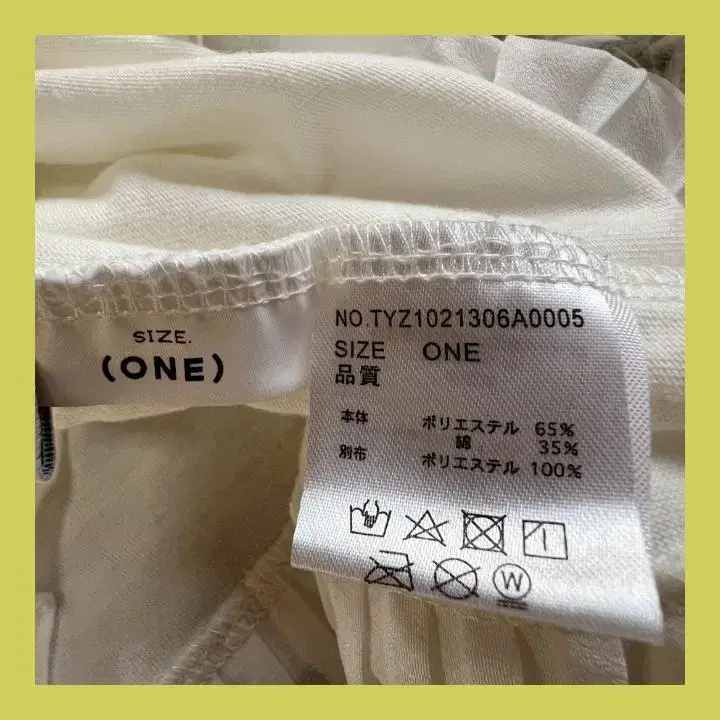 SIZE.
(ONE)
NO.TYZ1021306A0005
SIZE ONE
品質
本体 ポリエステル 65%
綿 35%
別布 ポリエステル 100%
W